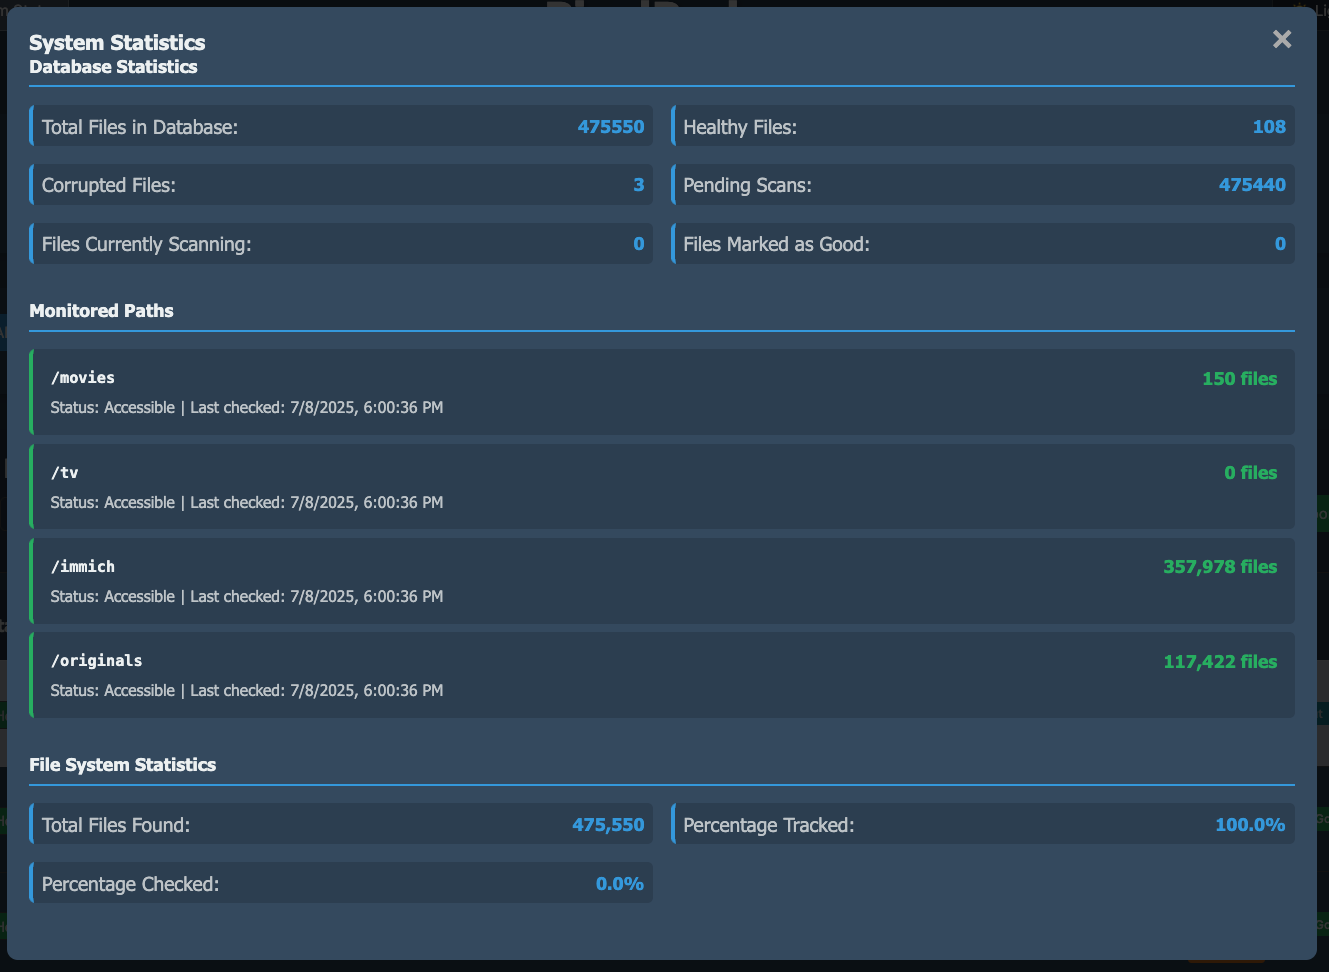 System Statistics
Database Statistics
Total Files in Database: 475550
Healthy Files: 108
Corrupted Files: 3
Pending Scans: 475440
Files Currently Scanning: 0
Files Marked as Good: 0
Monitored Paths
/movies 150 files
Status: Accessible | Last checked: 7/8/2025, 6:00:36 PM
/tv 0 files
Status: Accessible | Last checked: 7/8/2025, 6:00:36 PM
/immich 357,978 files
Status: Accessible | Last checked: 7/8/2025, 6:00:36 PM
/originals 117,422 files
Status: Accessible | Last checked: 7/8/2025, 6:00:36 PM
File System Statistics
Total Files Found: 475,550
Percentage Tracked: 100.0%
Percentage Checked: 0.0%